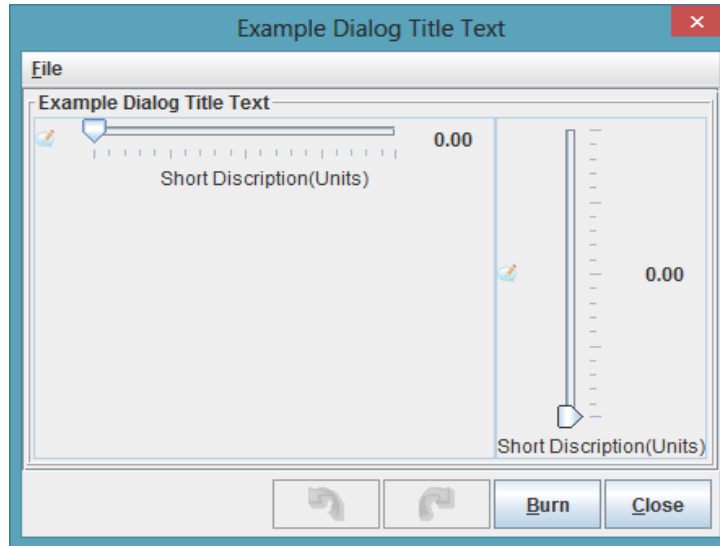 Example Dialog Title Text
File
Example Dialog Title Text
0.00
Short Discription(Units)
0.00
Short Discription(Units)
Burn
Close